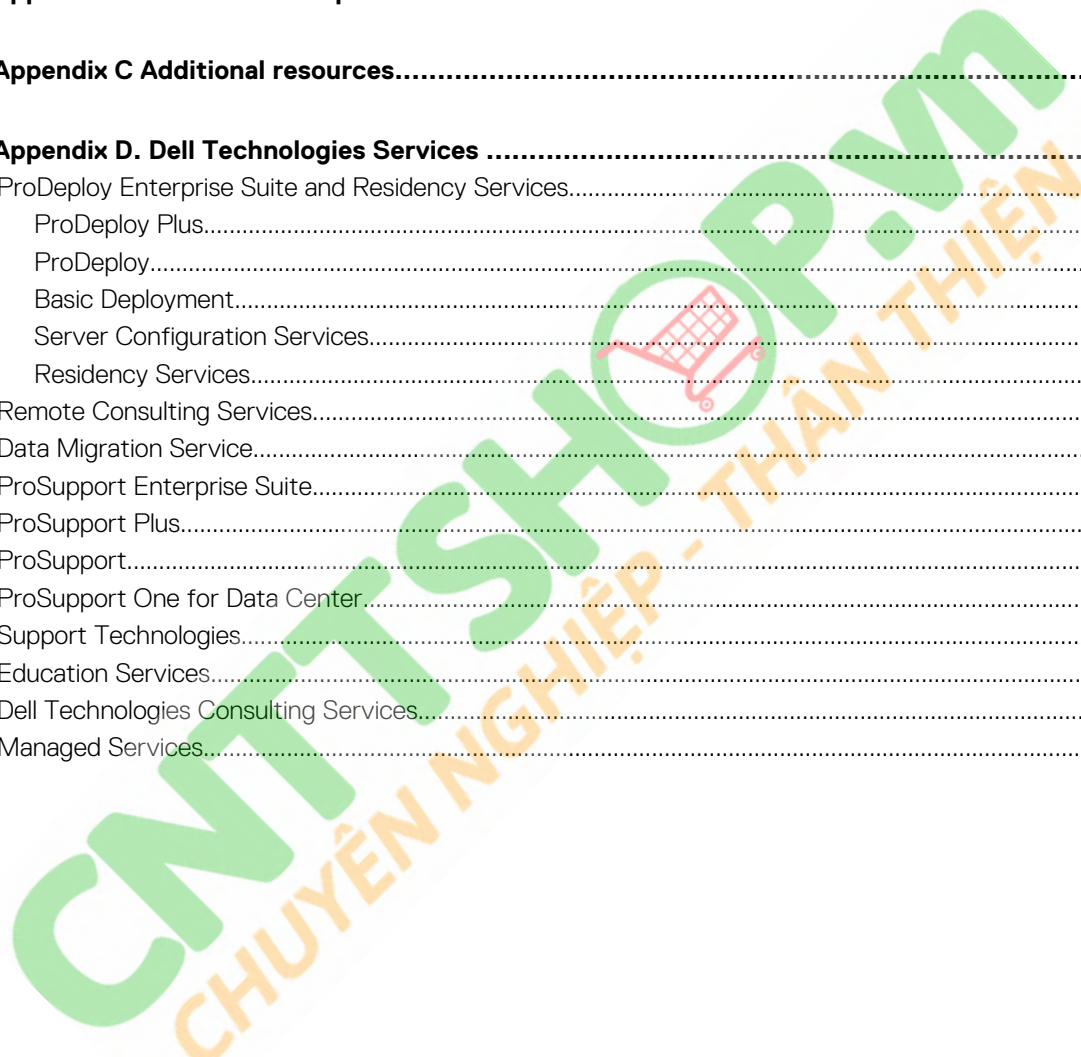 Appendix C Additional resources....................................................................................
Appendix D. Dell Technologies Services ....................................................................
ProDeploy Enterprise Suite and Residency Services....................................................................
ProDeploy Plus....................................................................
ProDeploy....................................................................
Basic Deployment....................................................................
Server Configuration Services....................................................................
Residency Services....................................................................
Remote Consulting Services....................................................................
Data Migration Service....................................................................
ProSupport Enterprise Suite....................................................................
ProSupport Plus....................................................................
ProSupport....................................................................
ProSupport One for Data Center....................................................................
Support Technologies....................................................................
Education Services....................................................................
Dell Technologies Consulting Services....................................................................
Managed Services....................................................................
CNTTSHOP.vn
CHUYÊN NGHIỆP - THÂN THIỆN